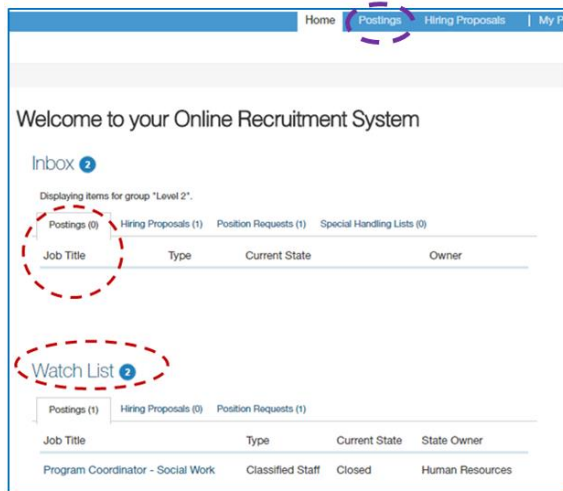 Home Postings Hiring Proposals | My P
Welcome to your Online Recruitment System
Inbox 2
Displaying items for group "Level 2".
Postings (0) Hiring Proposals (1) Position Requests (1) Special Handling Lists (0)
Job Title Type Current State Owner
Watch List 2
Postings (1) Hiring Proposals (0) Position Requests (1)
Job Title Type Current State State Owner
Program Coordinator - Social Work Classified Staff Closed Human Resources